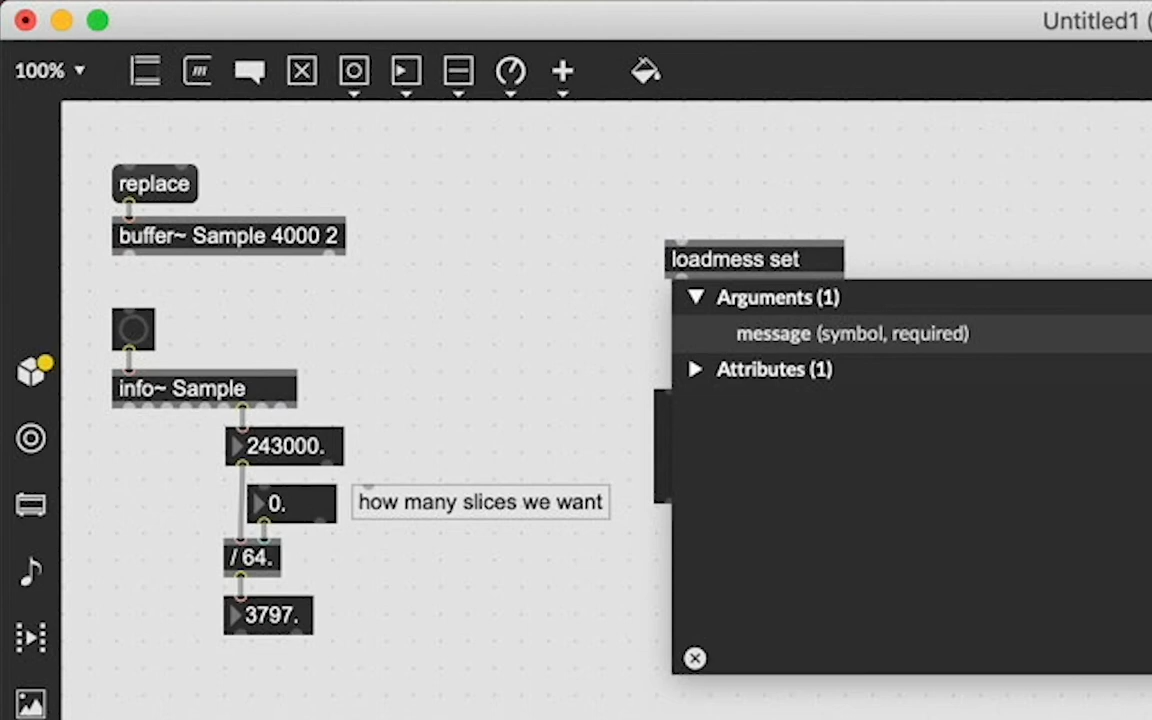 Untitled1 (
100%
replace
buffer~ Sample 4000 2
loadmess set
Arguments (1)
message (symbol, required)
Attributes (1)
info~ Sample
243000.
0.
how many slices we want
/ 64.
3797.